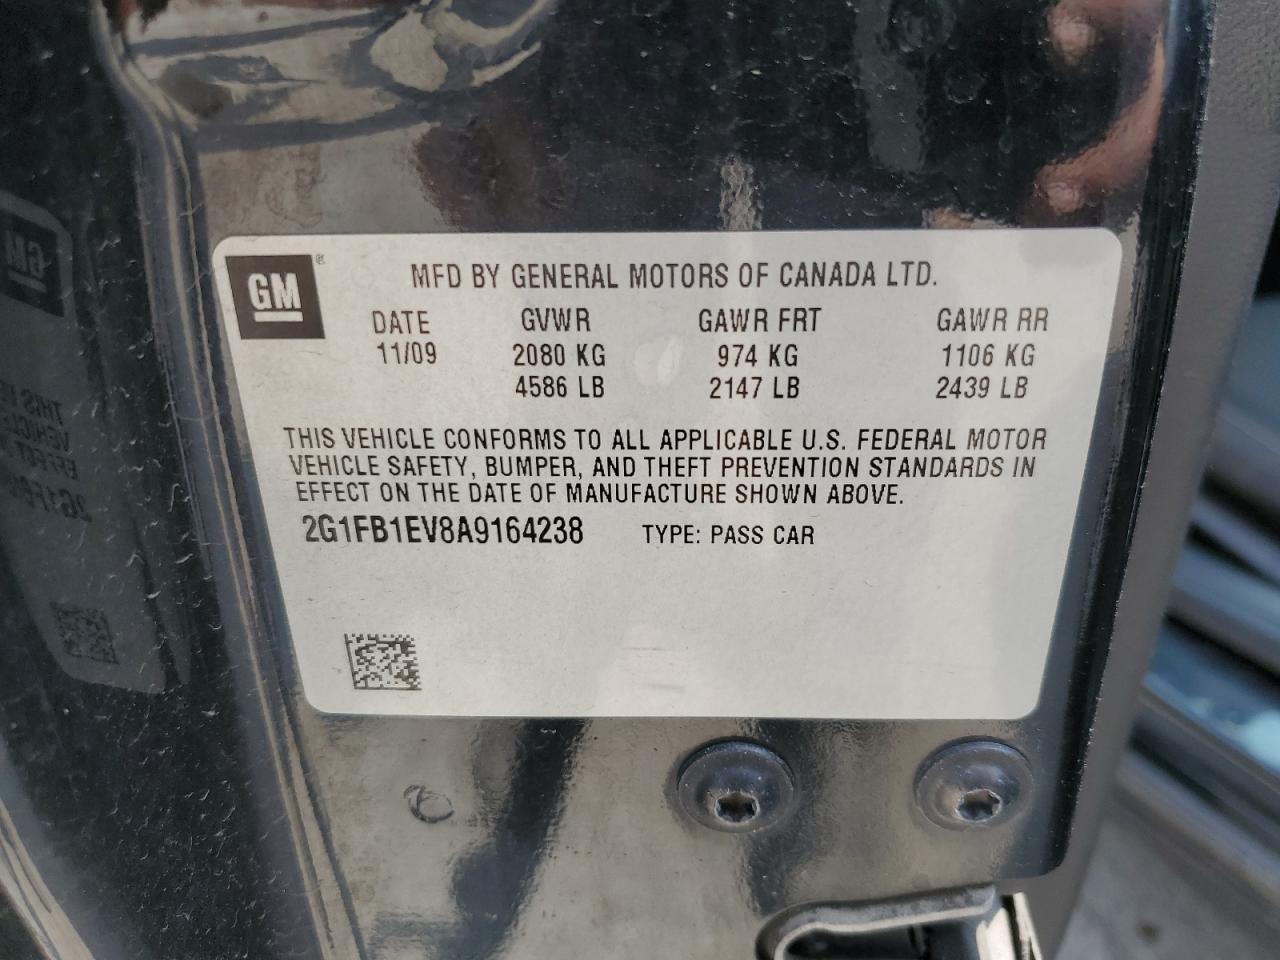 GM ® MFD BY GENERAL MOTORS OF CANADA LTD.
DATE GVWR GAWR FRT GAWR RR
11/09 2080 KG 974 KG 1106 KG
4586 LB 2147 LB 2439 LB
THIS VEHICLE CONFORMS TO ALL APPLICABLE U.S. FEDERAL MOTOR
VEHICLE SAFETY, BUMPER, AND THEFT PREVENTION STANDARDS IN
EFFECT ON THE DATE OF MANUFACTURE SHOWN ABOVE.
2G1FB1EV8A9164238 TYPE: PASS CAR